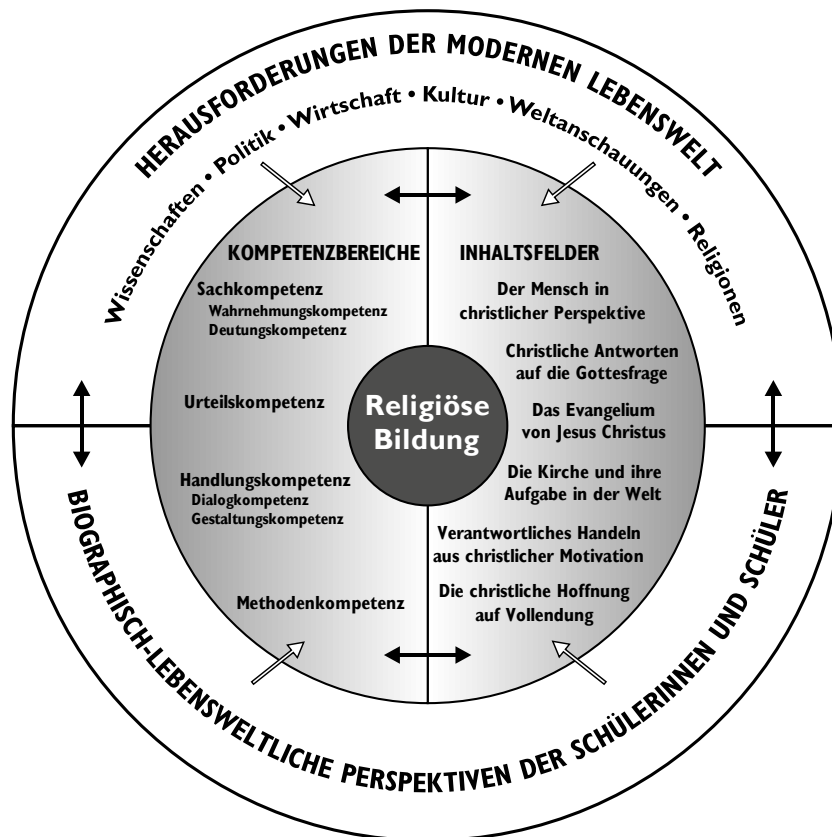 HERAUSFORDERUNGEN DER MODERNEN LEBENSWELT
Wissenschaften • Politik • Wirtschaft • Kultur • Weltanschauungen • Religionen
KOMPETENZBEREICHE
Sachkompetenz
Wahrnehmungskompetenz
Deutungskompetenz
Urteilskompetenz
Handlungskompetenz
Dialogkompetenz
Gestaltungskompetenz
Methodenkompetenz
Religiöse
Bildung
INHALTSFELDER
Der Mensch in
christlicher Perspektive
Christliche Antworten
auf die Gottesfrage
Das Evangelium
von Jesus Christus
Die Kirche und ihre
Aufgabe in der Welt
Verantwortliches Handeln
aus christlicher Motivation
Die christliche Hoffnung
auf Vollendung
BIOGRAPHISCH-LEBENSWELTLICHE PERSPEKTIVEN DER SCHÜLERINNEN UND SCHÜLER